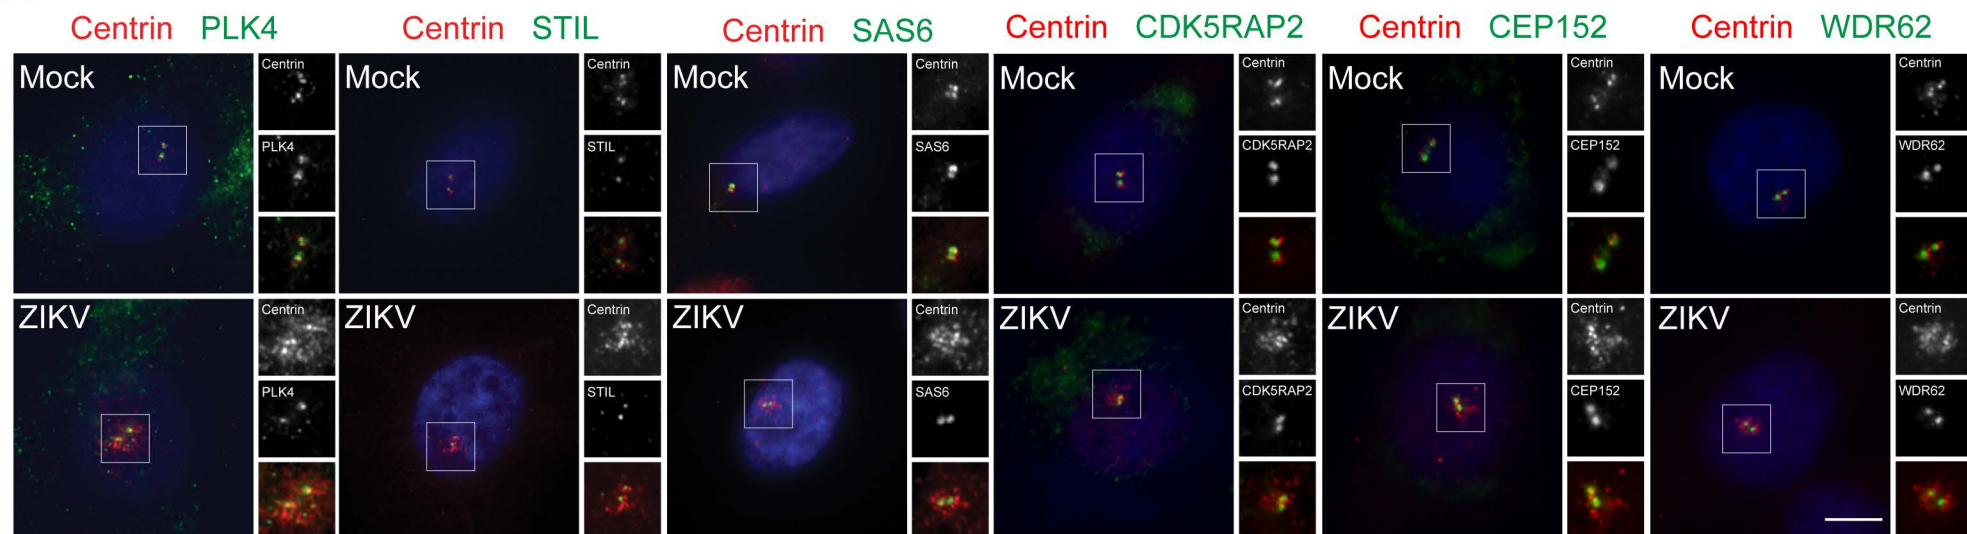 Centrin PLK4 Centrin STIL Centrin SAS6 Centrin CDK5RAP2 Centrin CEP152 Centrin WDR62
Mock Centrin Mock Centrin Mock Centrin Mock Centrin Mock Centrin Mock Centrin
PLK4 STIL SAS6 CDK5RAP2 CEP152 WDR62
ZIKV Centrin ZIKV Centrin ZIKV Centrin ZIKV Centrin ZIKV Centrin ZIKV Centrin
PLK4 STIL SAS6 CDK5RAP2 CEP152 WDR62